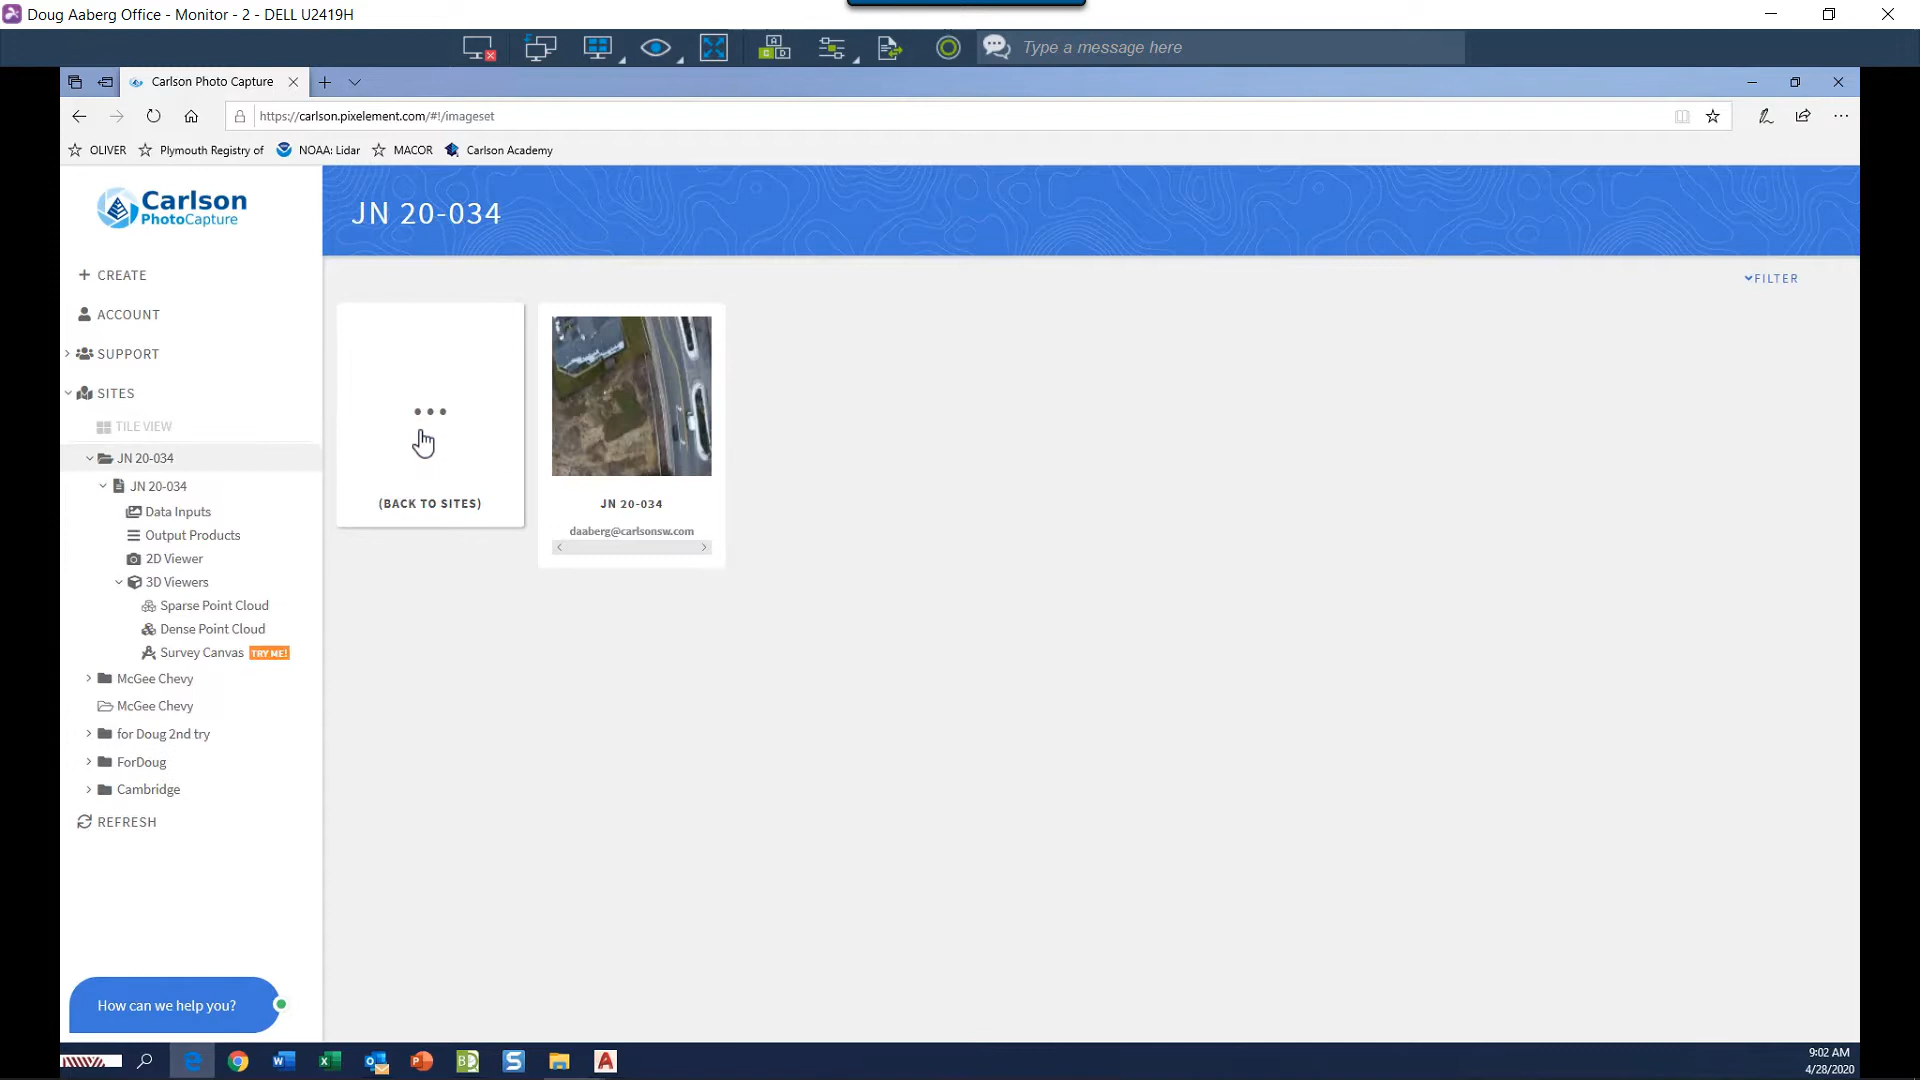 Doug Aaberg Office - Monitor - 2 - DELL U2419H
Type a message here
Carlson Photo Capture
https://carlson.pixelement.com/#!/imageset
OLIVER
Plymouth Registry of
NOAA: Lidar
MACOR
Carlson Academy
Carlson
PhotoCapture
JN 20-034
CREATE
FILTER
ACCOUNT
SUPPORT
SITES
TILE VIEW
JN 20-034
JN 20-034
Data Inputs
Output Products
2D Viewer
3D Viewers
Sparse Point Cloud
Dense Point Cloud
Survey Canvas TRY ME!
McGee Chevy
McGee Chevy
for Doug 2nd try
ForDoug
Cambridge
REFRESH
(BACK TO SITES)
JN 20-034
daaberg@carlsonsw.com
How can we help you?
9:02 AM
4/28/2020